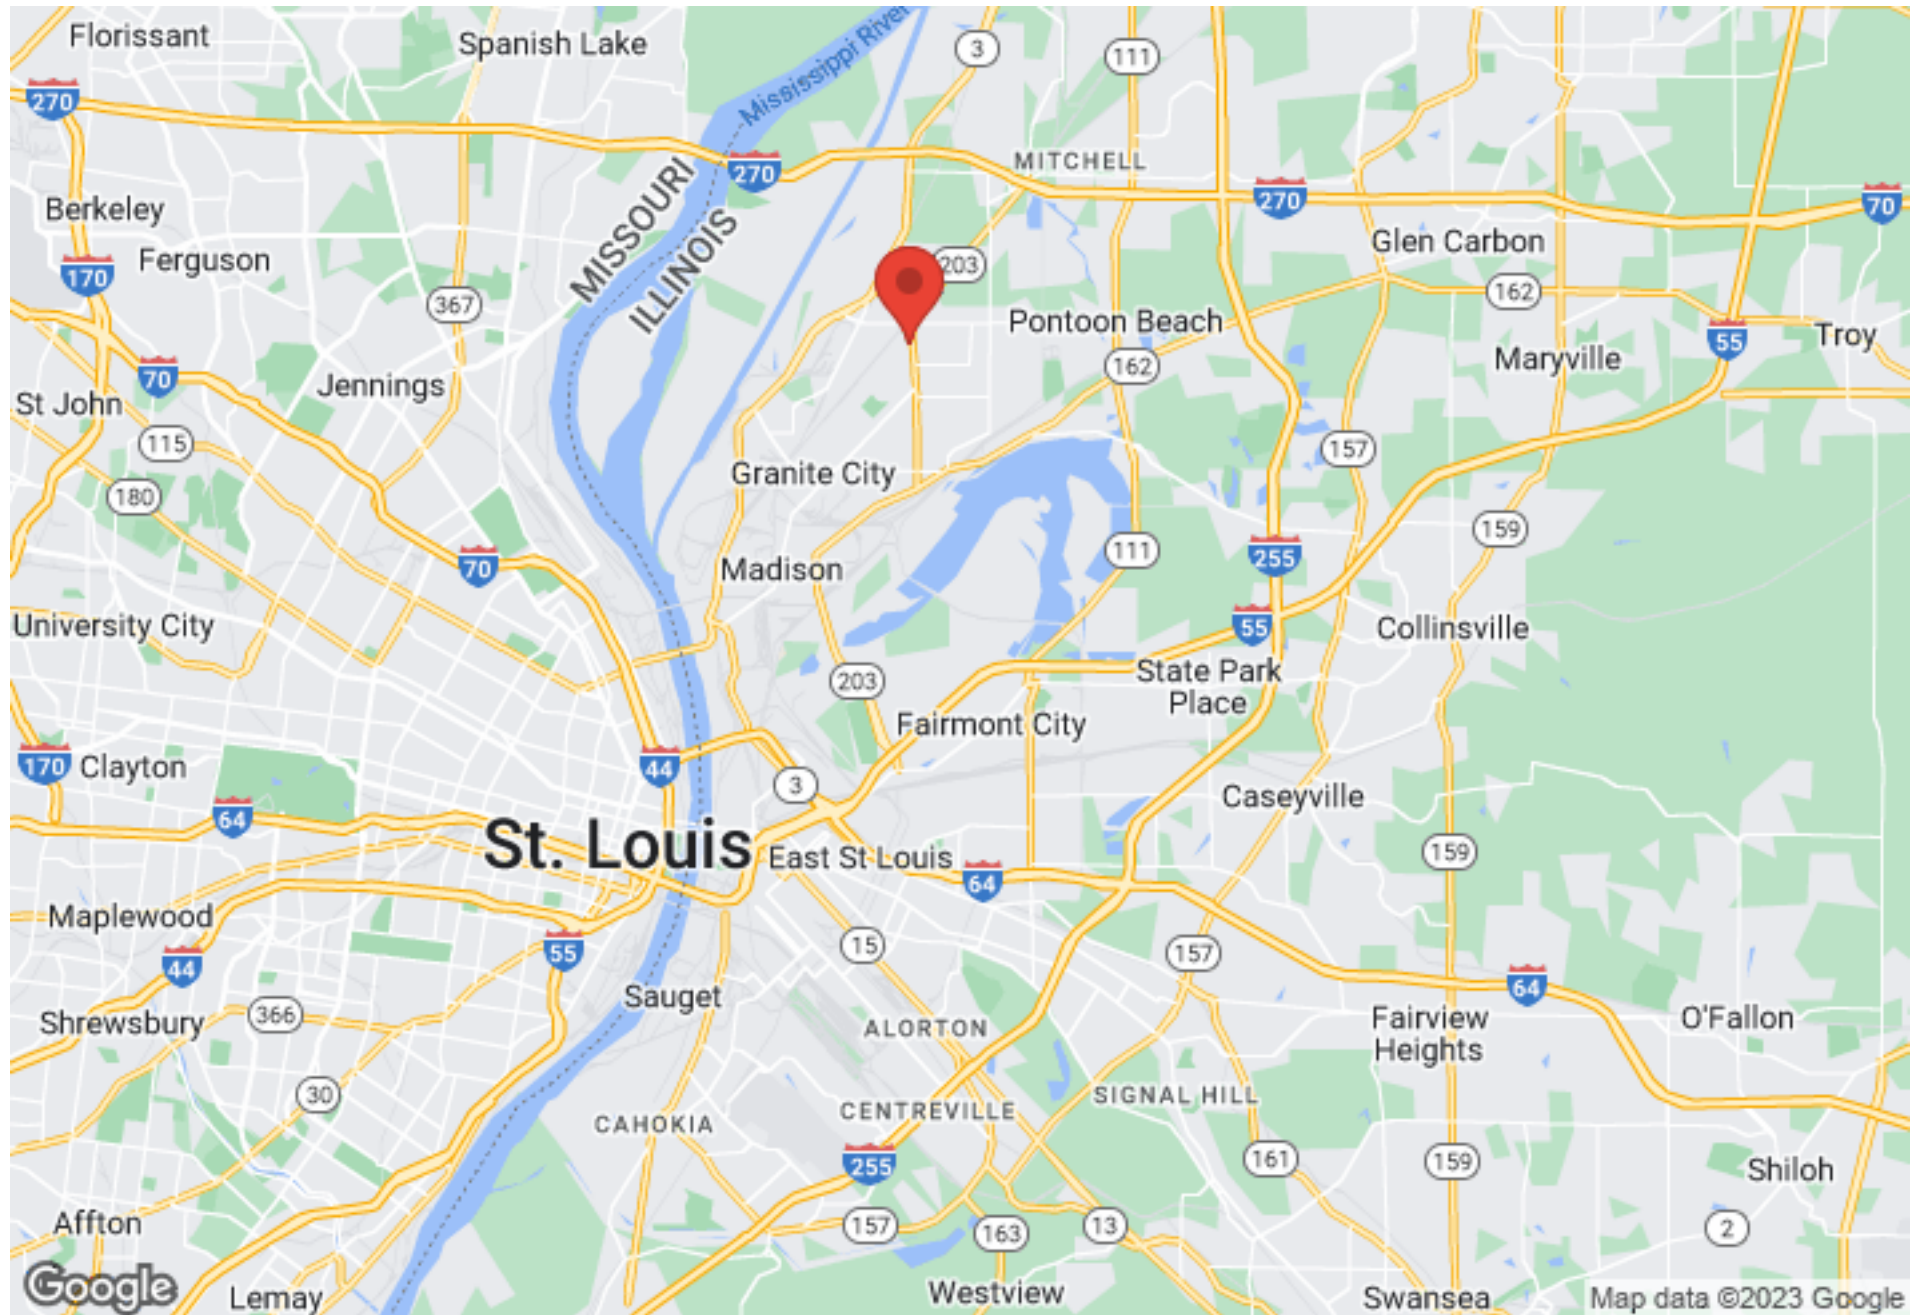 Florissant
Spanish Lake
Mississippi River
3
111
270
270
MITCHELL
MISSOURI
ILLINOIS
270
70
Berkeley
Ferguson
170
Glen Carbon
203
367
162
Pontoon Beach
55
Troy
Maryville
162
70
Jennings
St John
115
157
180
Granite City
159
111
255
70
Madison
55
University City
Collinsville
203
State Park
Place
Fairmont City
170
Clayton
44
3
Caseyville
64
St. Louis
East St Louis
159
64
Maplewood
55
15
157
44
64
Sauget
366
Shrewsbury
ALORTON
Fairview
Heights
O'Fallon
30
SIGNAL HILL
CENTREVILLE
CAHOKIA
255
161
159
Shiloh
Affton
157
163
13
2
Google
Lemay
Westview
Swansea
Map data ©2023 Google